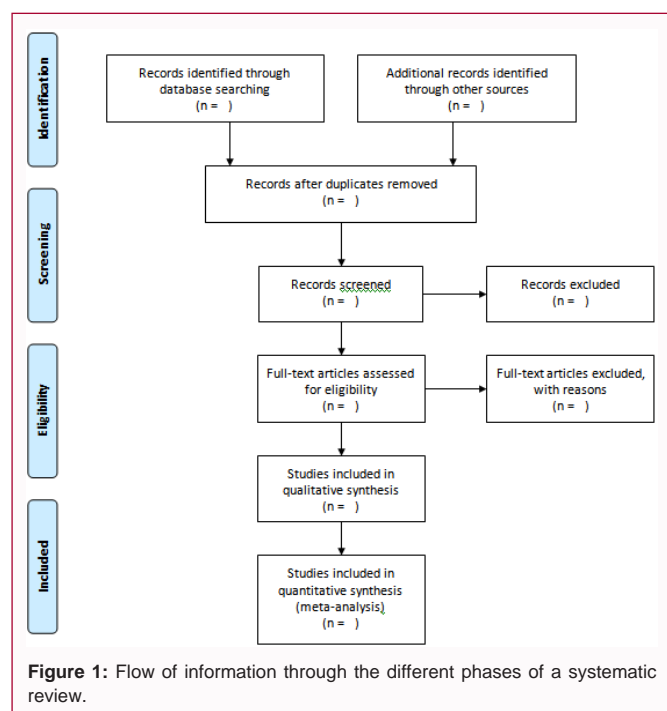 Identification
Records identified through
database searching
(n =   )
Additional records identified
through other sources
(n =   )
Records after duplicates removed
(n =   )
Screening
Records screened
(n =   )
Records excluded
(n =   )
Eligibility
Full-text articles assessed
for eligibility
(n =   )
Full-text articles excluded,
with reasons
(n =   )
Studies included in
qualitative synthesis
(n =   )
Included
Studies included in
quantitative synthesis
(meta-analysis)
(n =   )
Figure 1: Flow of information through the different phases of a systematic
review.